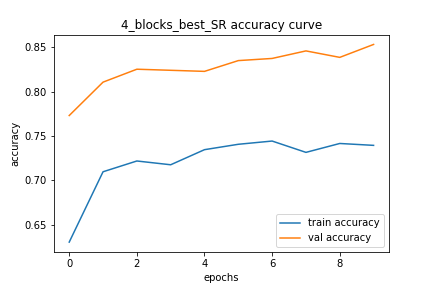 4_blocks_best_SR accuracy curve
0.85
0.80
0.75
0.70
0.65
accuracy
0
2
4
6
8
epochs
train accuracy
val accuracy